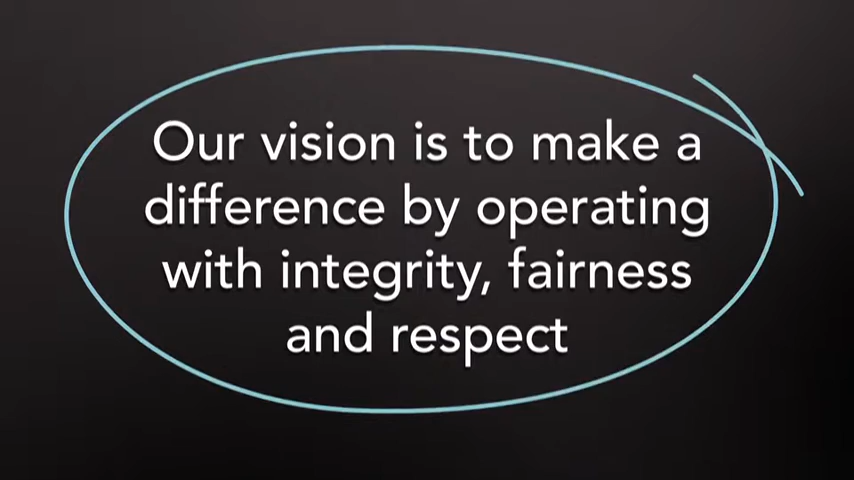 Our vision is to make a
difference by operating
with integrity, fairness
and respect